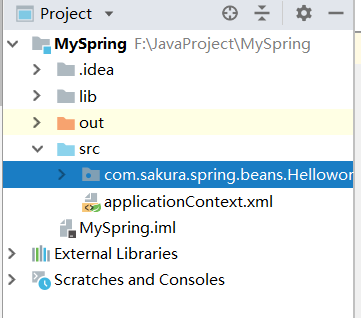 Project
MySpring F:\JavaProject\MySpring
.idea
lib
out
src
com.sakura.spring.beans.Hellowor
applicationContext.xml
MySpring.iml
External Libraries
Scratches and Consoles